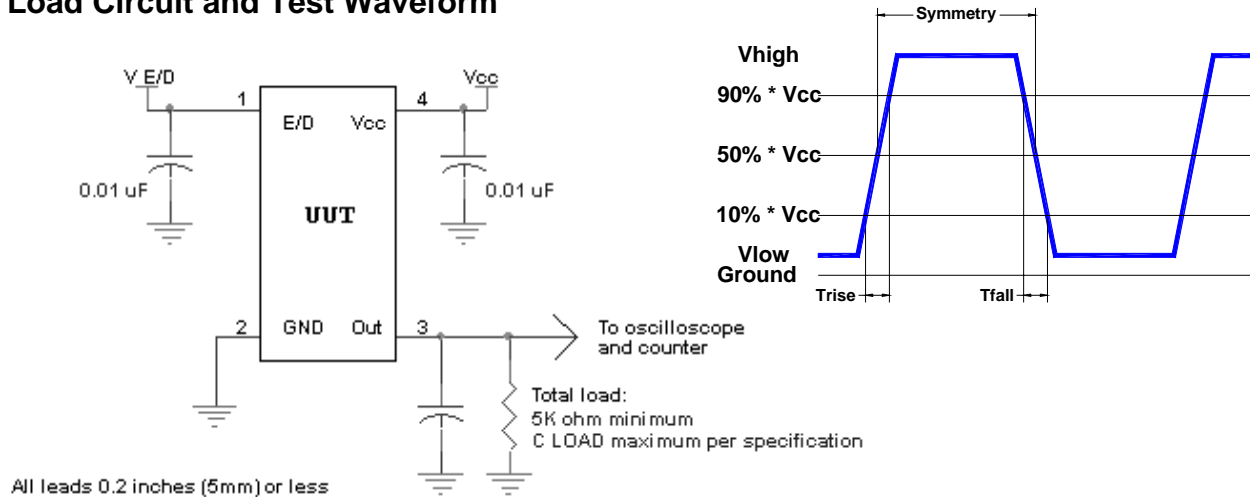 Load Circuit and Test Waveform
V E/D
1
E/D
Vcc
4
Vcc
0.01 uF
0.01 uF
UUT
2
GND
Out
3
To oscilloscope
and counter
Total load:
5K ohm minimum
C LOAD maximum per specification
All leads 0.2 inches (5mm) or less
Symmetry
Vhigh
90% * Vcc
50% * Vcc
10% * Vcc
Vlow
Ground
Trise
Tfall